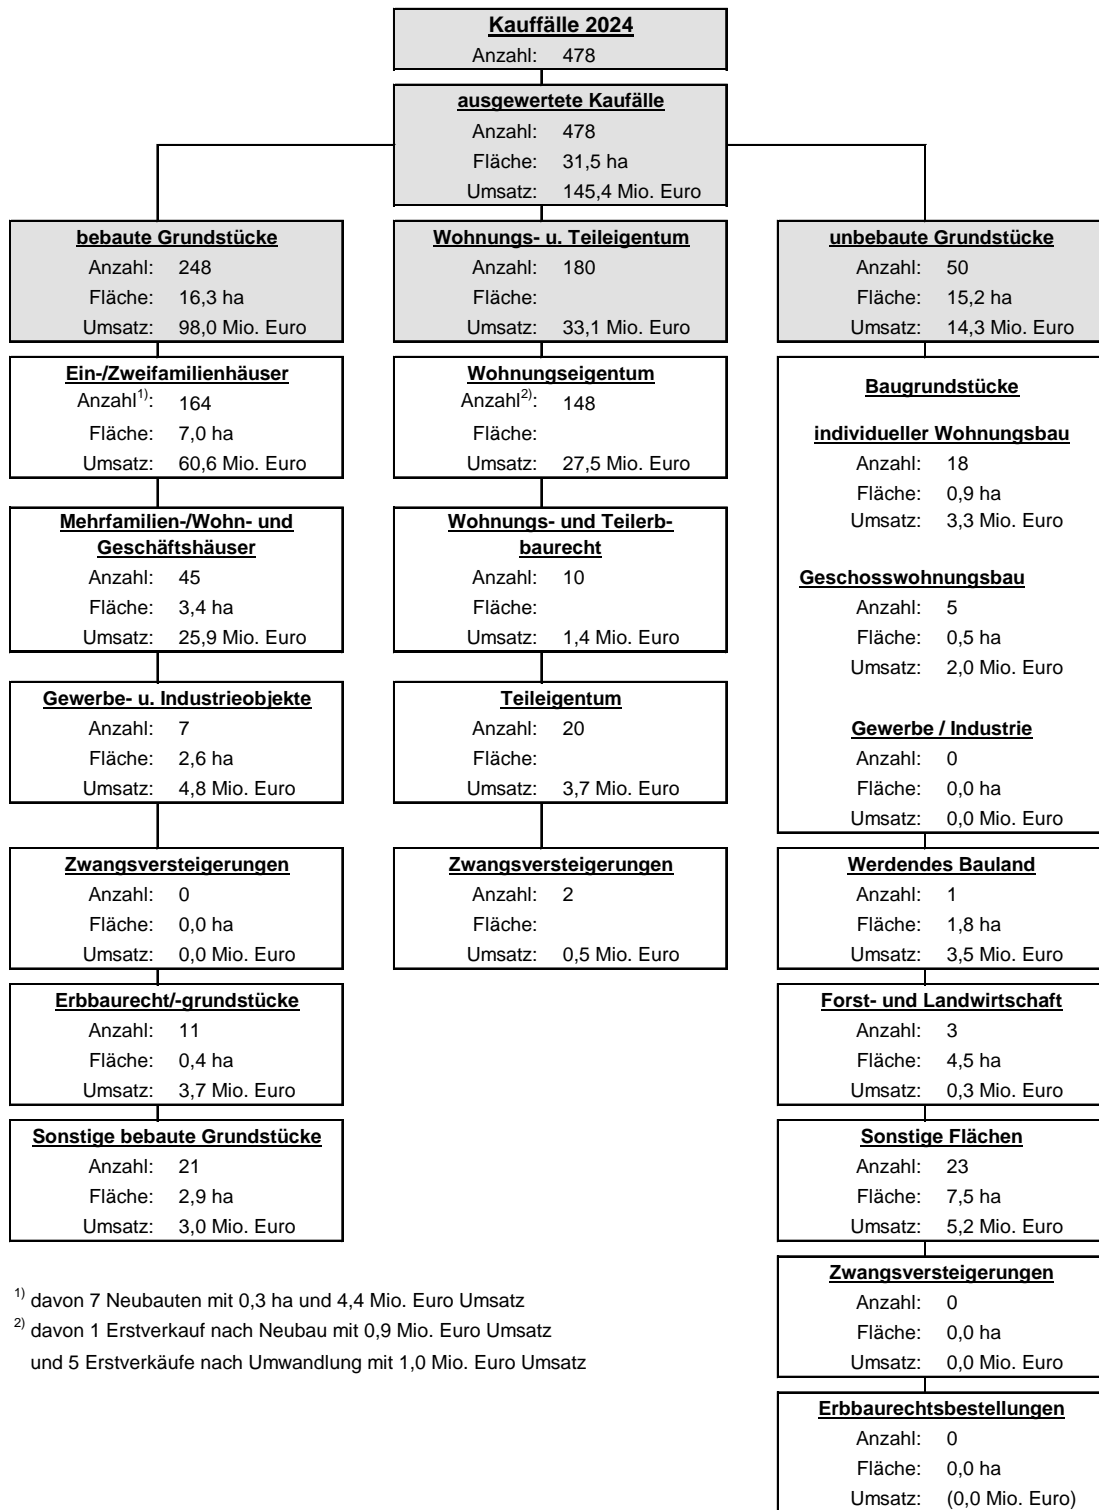 Kauffälle 2024
Anzahl: 478
ausgewertete Kaufälle
Anzahl: 478
Fläche: 31,5 ha
Umsatz: 145,4 Mio. Euro
bebaute Grundstücke
Anzahl: 248
Fläche: 16,3 ha
Umsatz: 98,0 Mio. Euro
Ein-/Zweifamilienhäuser
Anzahl1): 164
Fläche: 7,0 ha
Umsatz: 60,6 Mio. Euro
Mehrfamilien-/Wohn- und
Geschäftshäuser
Anzahl: 45
Fläche: 3,4 ha
Umsatz: 25,9 Mio. Euro
Gewerbe- u. Industrieobjekte
Anzahl: 7
Fläche: 2,6 ha
Umsatz: 4,8 Mio. Euro
Zwangsversteigerungen
Anzahl: 0
Fläche: 0,0 ha
Umsatz: 0,0 Mio. Euro
Erbbaurecht/-grundstücke
Anzahl: 11
Fläche: 0,4 ha
Umsatz: 3,7 Mio. Euro
Sonstige bebaute Grundstücke
Anzahl: 21
Fläche: 2,9 ha
Umsatz: 3,0 Mio. Euro
Wohnungs- u. Teileigentum
Anzahl: 180
Fläche:
Umsatz: 33,1 Mio. Euro
Wohnungseigentum
Anzahl2): 148
Fläche:
Umsatz: 27,5 Mio. Euro
Wohnungs- und Teilerb-
baurecht
Anzahl: 10
Fläche:
Umsatz: 1,4 Mio. Euro
Teileigentum
Anzahl: 20
Fläche:
Umsatz: 3,7 Mio. Euro
Zwangsversteigerungen
Anzahl: 2
Fläche:
Umsatz: 0,5 Mio. Euro
unbebaute Grundstücke
Anzahl: 50
Fläche: 15,2 ha
Umsatz: 14,3 Mio. Euro
Baugrundstücke
individueller Wohnungsbau
Anzahl: 18
Fläche: 0,9 ha
Umsatz: 3,3 Mio. Euro
Geschosswohnungsbau
Anzahl: 5
Fläche: 0,5 ha
Umsatz: 2,0 Mio. Euro
Gewerbe / Industrie
Anzahl: 0
Fläche: 0,0 ha
Umsatz: 0,0 Mio. Euro
Werdendes Bauland
Anzahl: 1
Fläche: 1,8 ha
Umsatz: 3,5 Mio. Euro
Forst- und Landwirtschaft
Anzahl: 3
Fläche: 4,5 ha
Umsatz: 0,3 Mio. Euro
Sonstige Flächen
Anzahl: 23
Fläche: 7,5 ha
Umsatz: 5,2 Mio. Euro
Zwangsversteigerungen
Anzahl: 0
Fläche: 0,0 ha
Umsatz: 0,0 Mio. Euro
Erbbaurechtsbestellungen
Anzahl: 0
Fläche: 0,0 ha
Umsatz: (0,0 Mio. Euro)
1) davon 7 Neubauten mit 0,3 ha und 4,4 Mio. Euro Umsatz
2) davon 1 Erstverkauf nach Neubau mit 0,9 Mio. Euro Umsatz
und 5 Erstverkäufe nach Umwandlung mit 1,0 Mio. Euro Umsatz